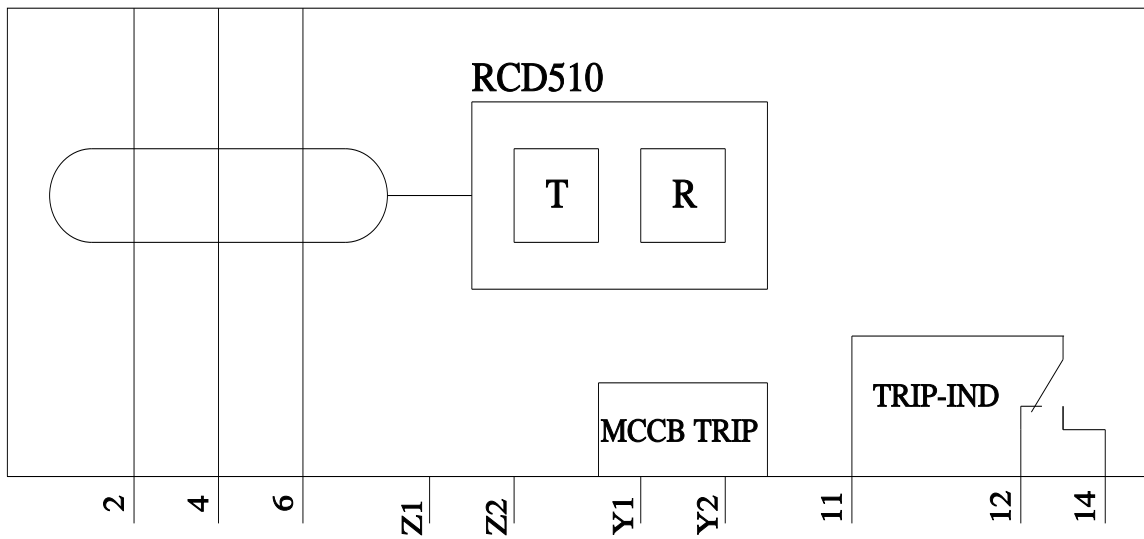 RCD510
T
R
TRIP-IND
MCCB TRIP
2
4
6
Z1
Z2
Y1
Y2
11
12
14